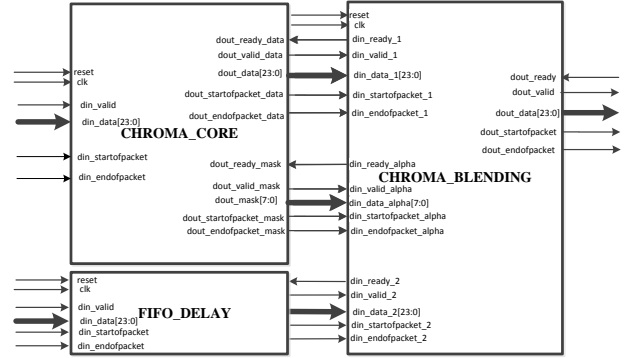 reset
clk
din_valid
din_data[23:0]
din_startofpacket
din_endofpacket
CHROMA_CORE
dout_ready_data
dout_valid_data
dout_data[23:0]
dout_startofpacket_data
dout_endofpacket_data
dout_ready_mask
dout_valid_mask
dout_mask[7:0]
dout_startofpacket_mask
dout_endofpacket_mask
reset
clk
din_ready_1
din_valid_1
din_data_1[23:0]
din_startofpacket_1
din_endofpacket_1
din_ready_alpha
CHROMA_BLENDING
din_valid_alpha
din_data_alpha[7:0]
din_startofpacket_alpha
din_endofpacket_alpha
din_ready_2
din_valid_2
din_data_2[23:0]
din_startofpacket_2
din_endofpacket_2
dout_ready
dout_valid
dout_data[23:0]
dout_startofpacket
dout_endofpacket
reset
clk
din_valid
din_data[23:0]
din_startofpacket
din_endofpacket
FIFO_DELAY